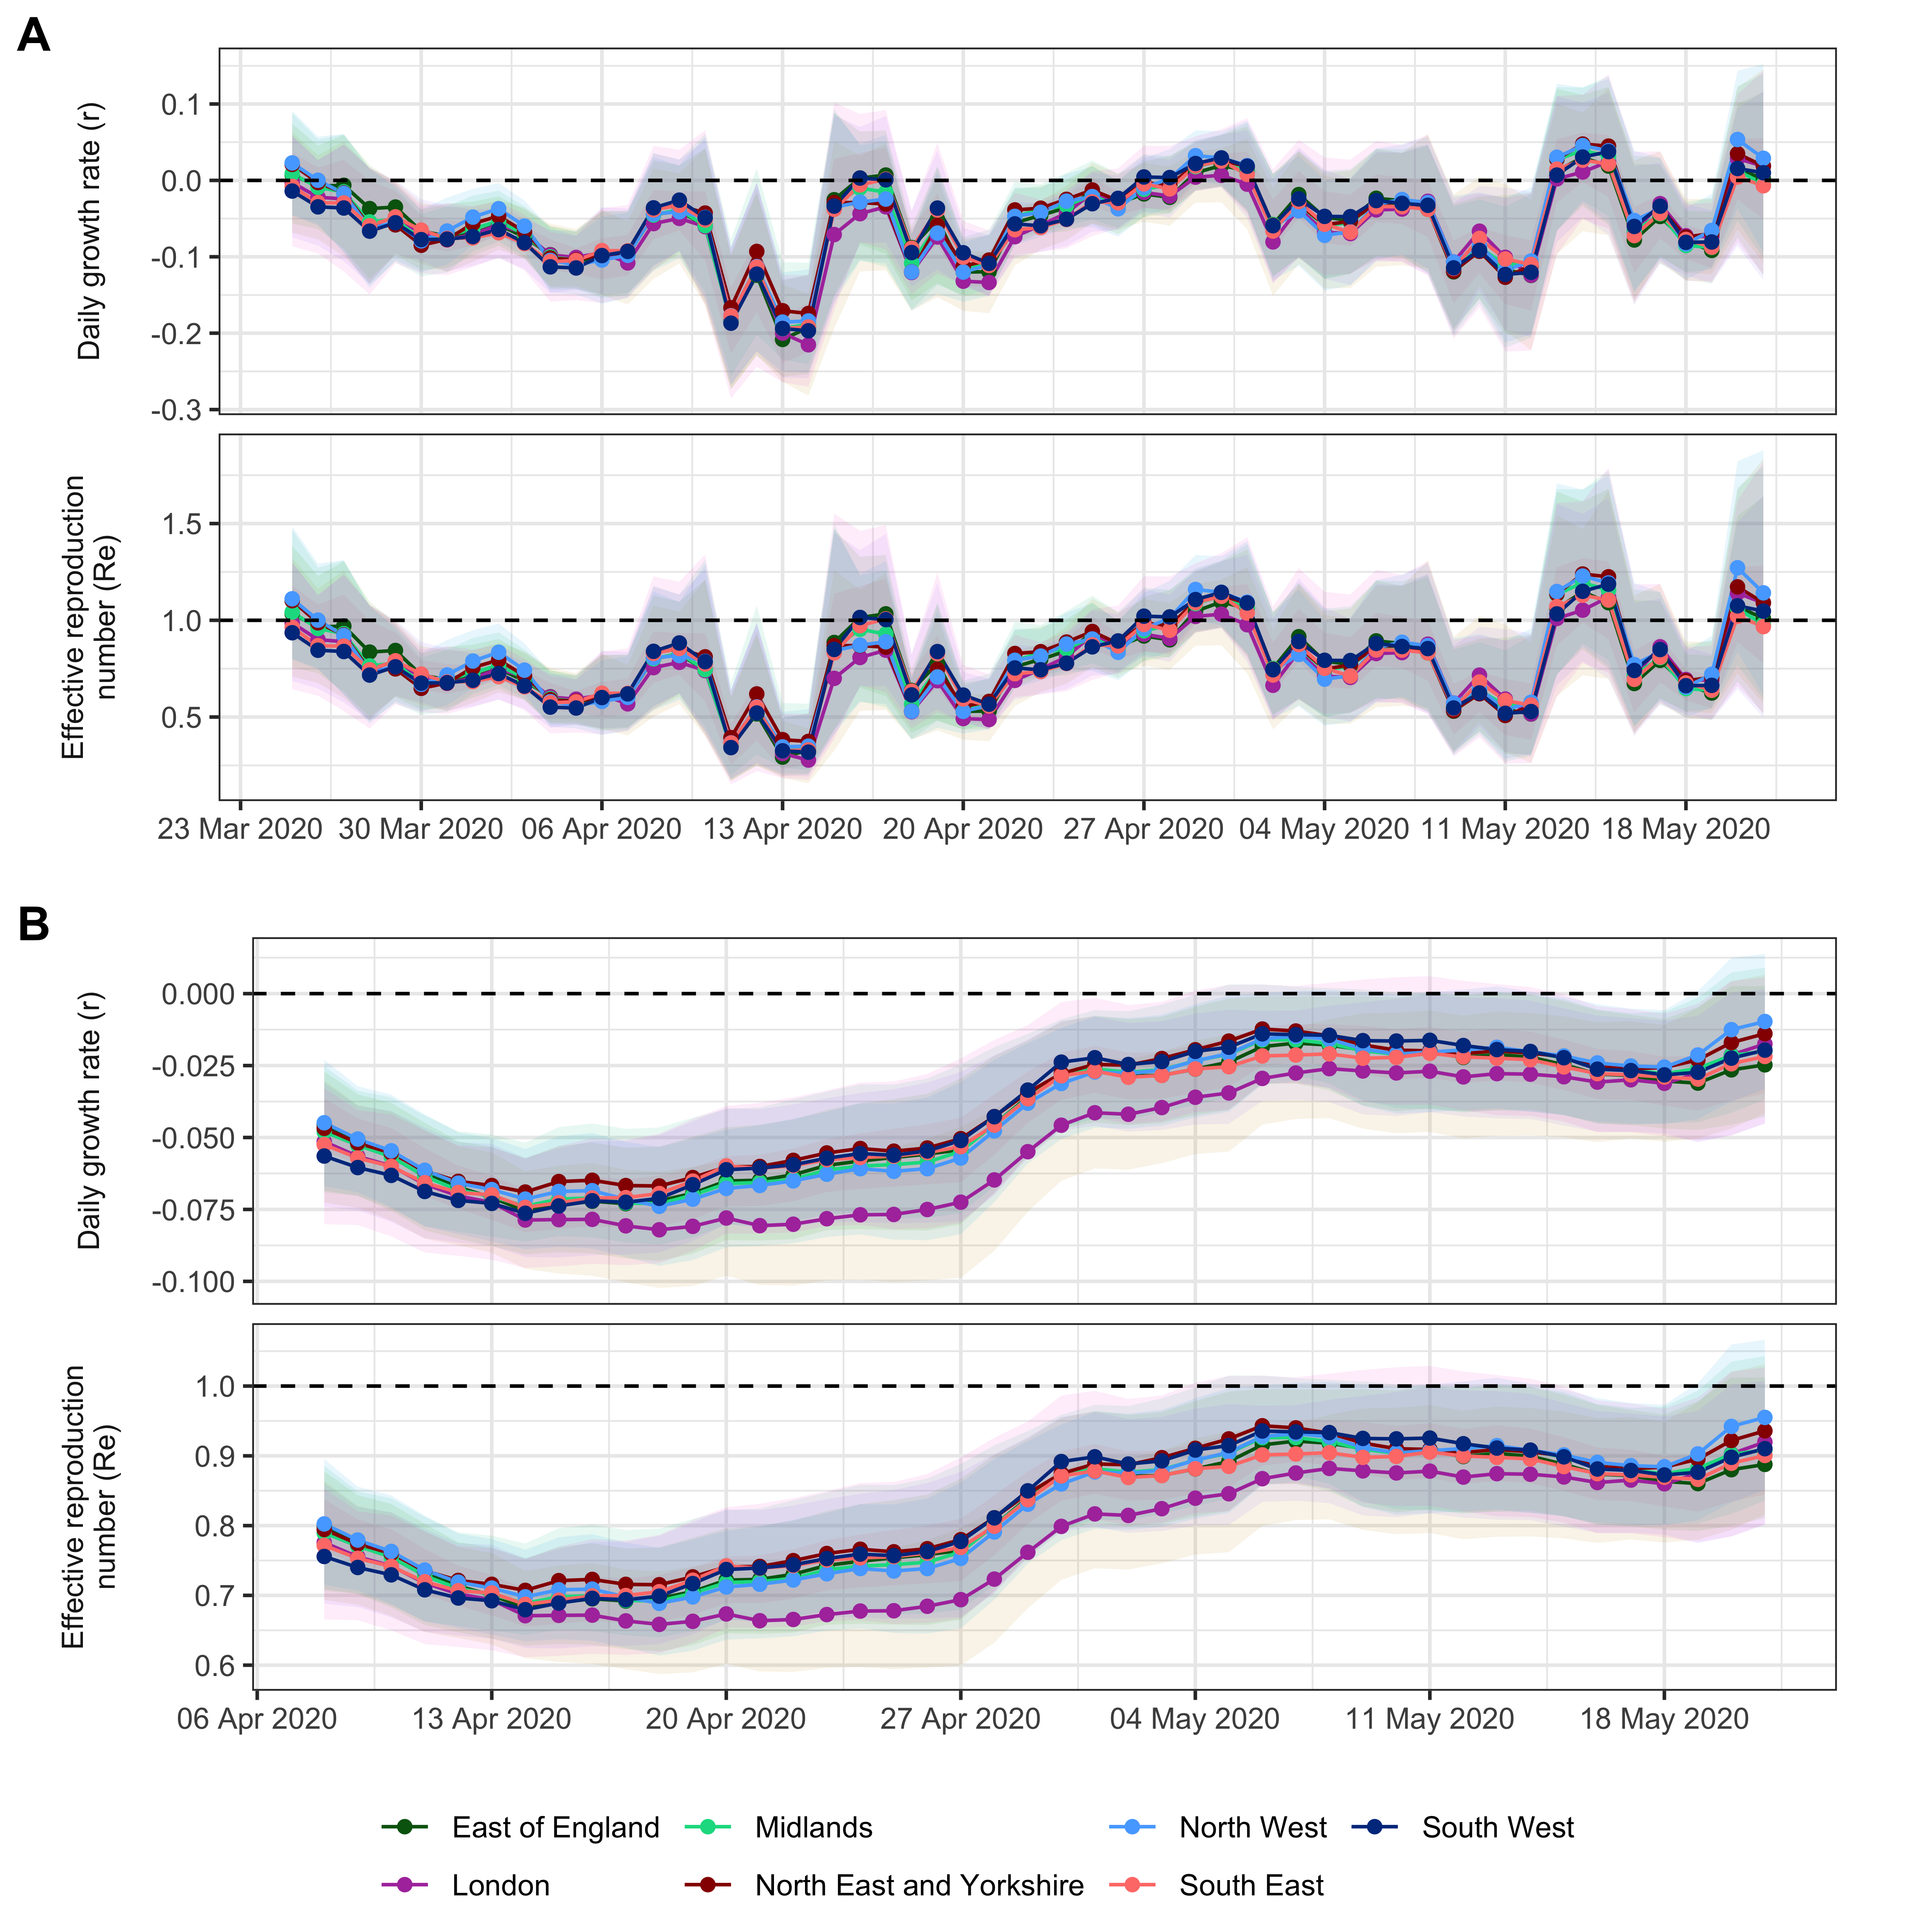 A
Daily growth rate (r)
0.1
0.0
-0.1
-0.2
-0.3
Effective reproduction
number (Re)
1.5
1.0
0.5
23 Mar 2020 30 Mar 2020 06 Apr 2020 13 Apr 2020 20 Apr 2020 27 Apr 2020 04 May 2020 11 May 2020 18 May 2020
B
Daily growth rate (r)
0.000
-0.025
-0.050
-0.075
-0.100
Effective reproduction
number (Re)
1.0
0.9
0.8
0.7
0.6
06 Apr 2020 13 Apr 2020 20 Apr 2020 27 Apr 2020 04 May 2020 11 May 2020 18 May 2020
East of England Midlands North West South West
London North East and Yorkshire South East